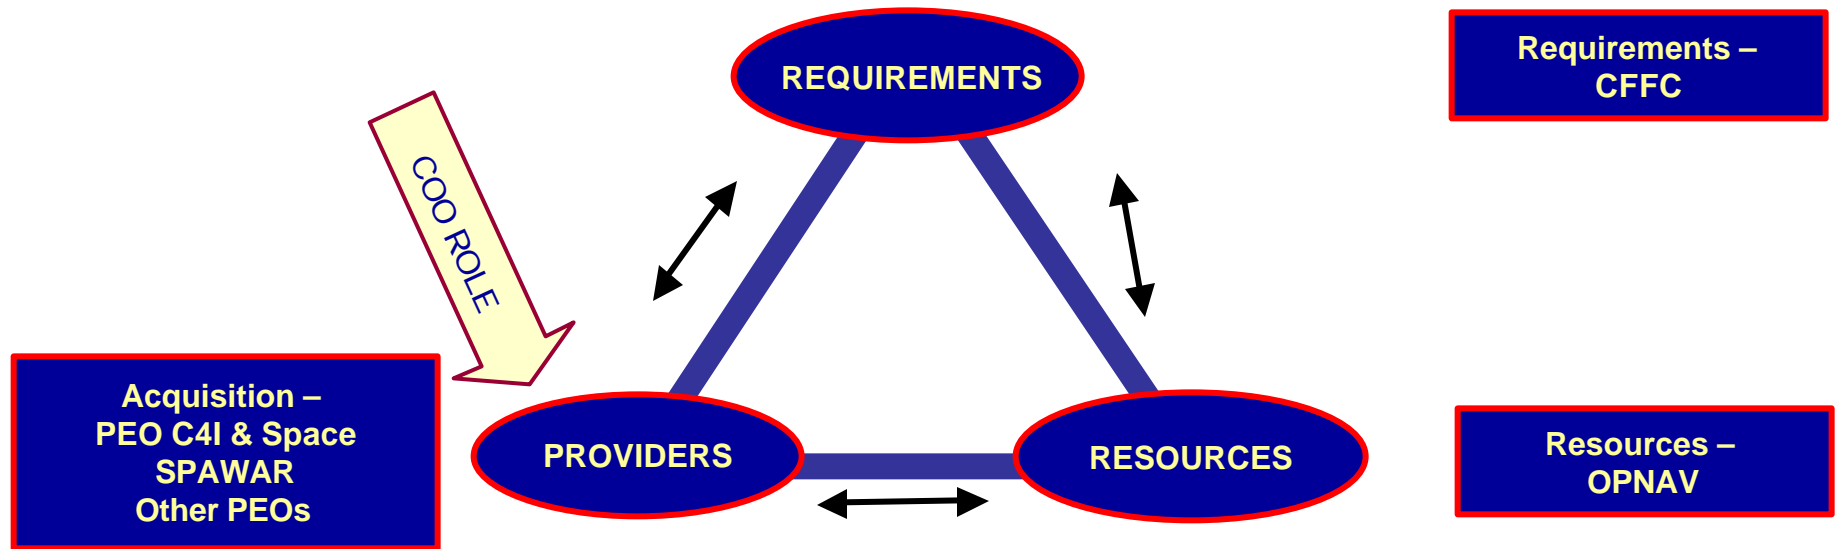 REQUIREMENTS
Requirements –
CFFC
COO ROLE
Acquisition –
PEO C4I & Space
SPAWAR
Other PEOs
PROVIDERS
RESOURCES
Resources –
OPNAV